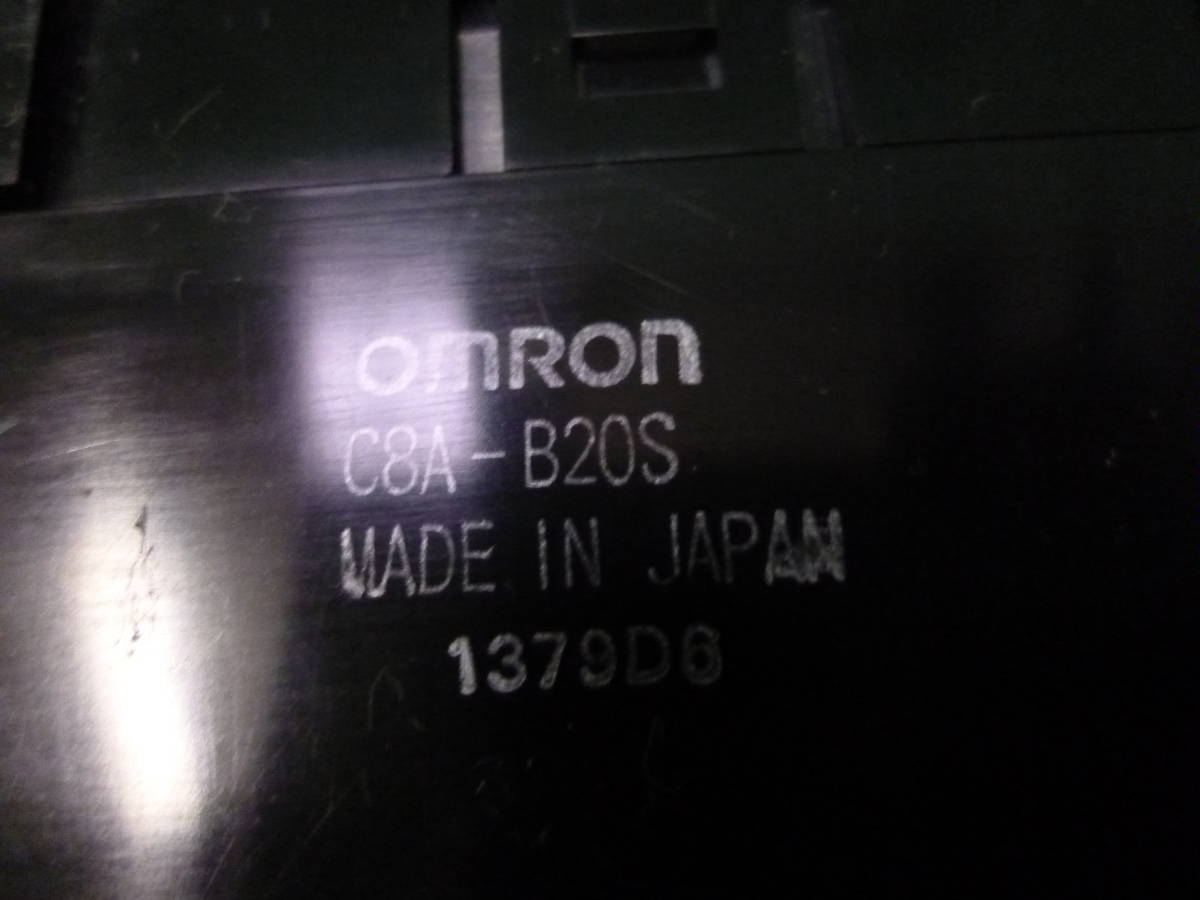 OMRON
C8A-B20S
MADE IN JAPAN
1379D6